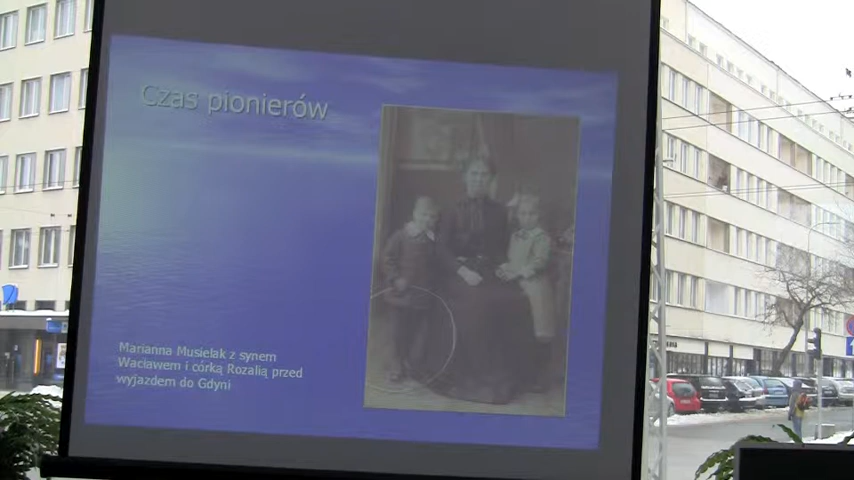 Czas pionierów
Marianna Musielak z synem
Wacławem i córką Rozalią przed
wyjazdem do Gdyni